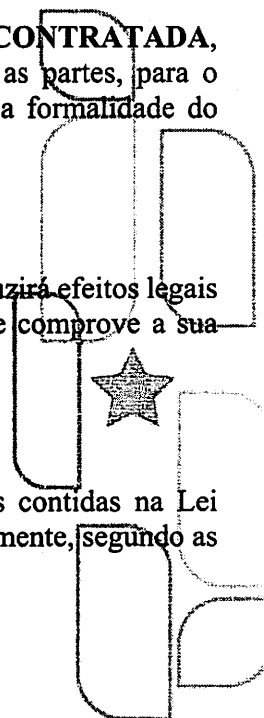 CONTRATADA,
as partes, para o
a formalidade do
uzirá efeitos legais
e comprove a sua
s contidas na Lei
mente, segundo as